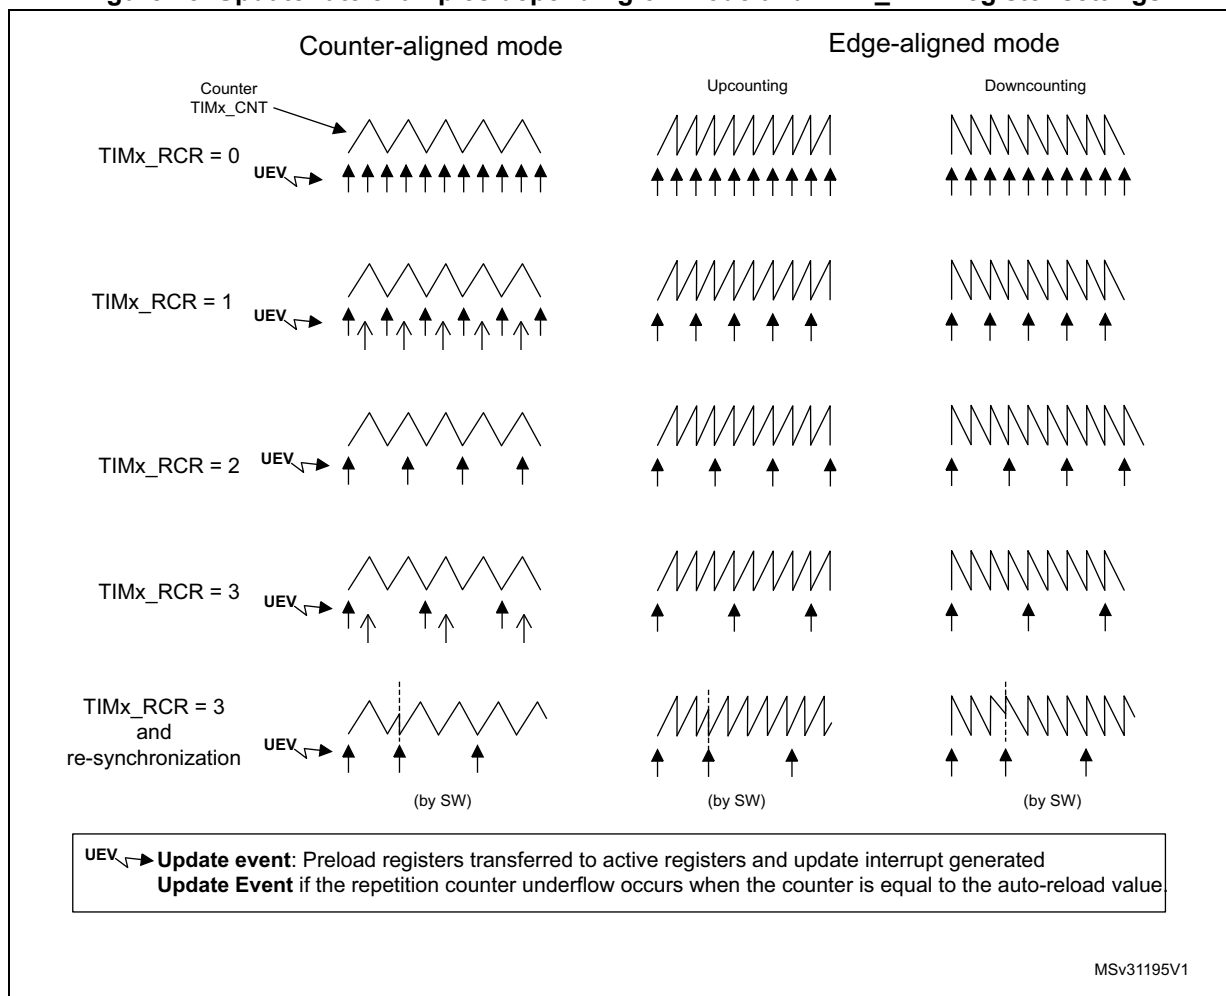 Counter-aligned mode
Edge-aligned mode
Counter
TIMx_CNT
Upcounting
Downcounting
TIMx_RCR = 0
UEV
TIMx_RCR = 1
UEV
TIMx_RCR = 2
UEV
TIMx_RCR = 3
UEV
TIMx_RCR = 3
and
re-synchronization
UEV
(by SW)
(by SW)
(by SW)
UEV Update event: Preload registers transferred to active registers and update interrupt generated
Update Event if the repetition counter underflow occurs when the counter is equal to the auto-reload value.
MSv31195V1